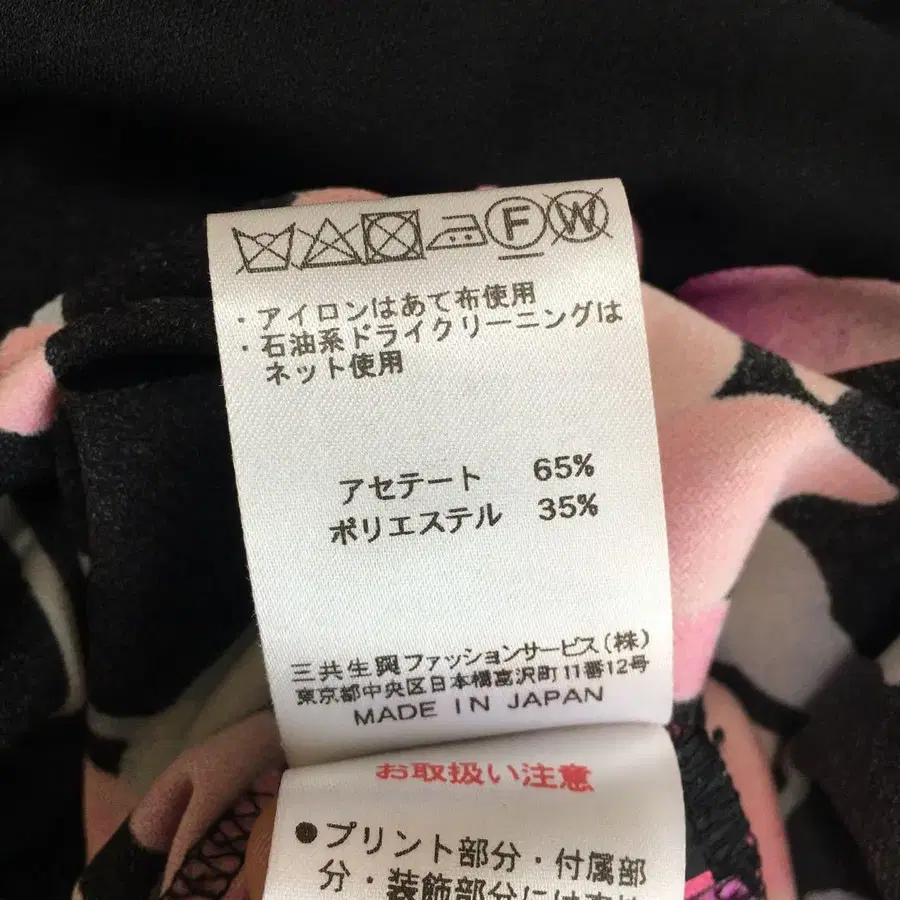 F W
・アイロンはあて布使用
・石油系ドライクリーニングは
ネット使用
アセテート 65%
ポリエステル 35%
三共生興ファッションサービス(株)
東京都中央区日本橋富沢町11番12号
MADE IN JAPAN
お取扱い注意
●プリント部分・付属部
分・装飾部分には